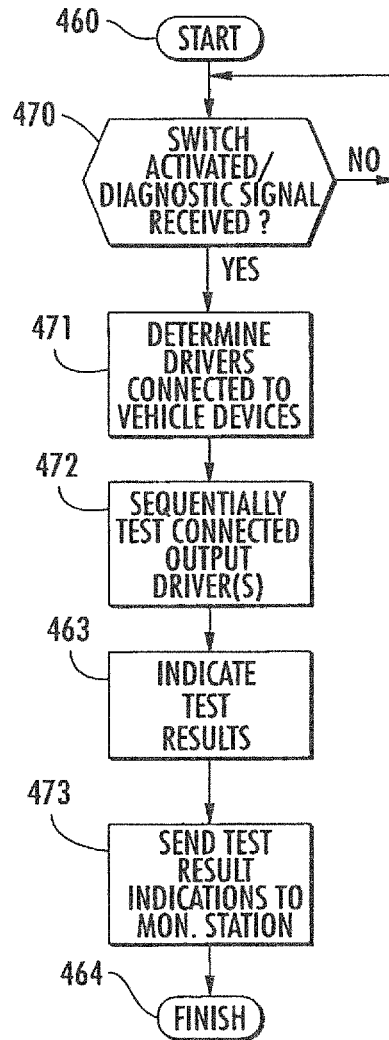 460
START
470
SWITCH
ACTIVATED/
DIAGNOSTIC SIGNAL
RECEIVED ?
NO
YES
471
DETERMINE
DRIVERS
CONNECTED TO
VEHICLE DEVICES
472
SEQUENTIALLY
TEST CONNECTED
OUTPUT
DRIVER(S)
463
INDICATE
TEST
RESULTS
473
SEND TEST
RESULT
INDICATIONS TO
MON. STATION
464
FINISH